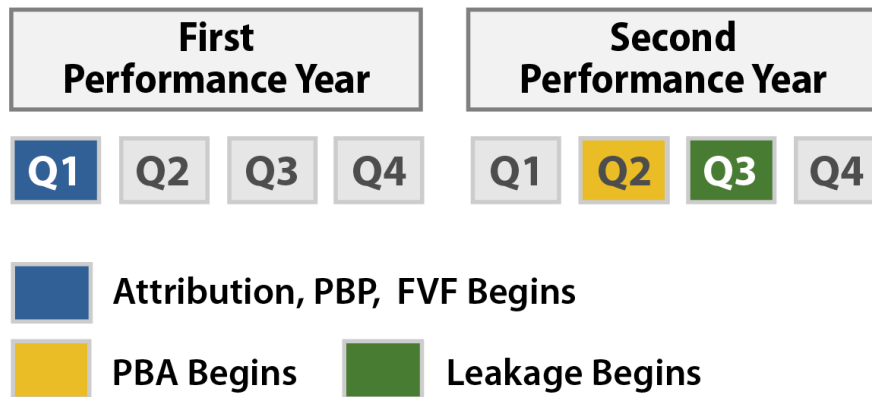 First
Performance Year
Second
Performance Year
Q1 Q2 Q3 Q4 Q1 Q2 Q3 Q4
Attribution, PBP, FVF Begins
PBA Begins Leakage Begins